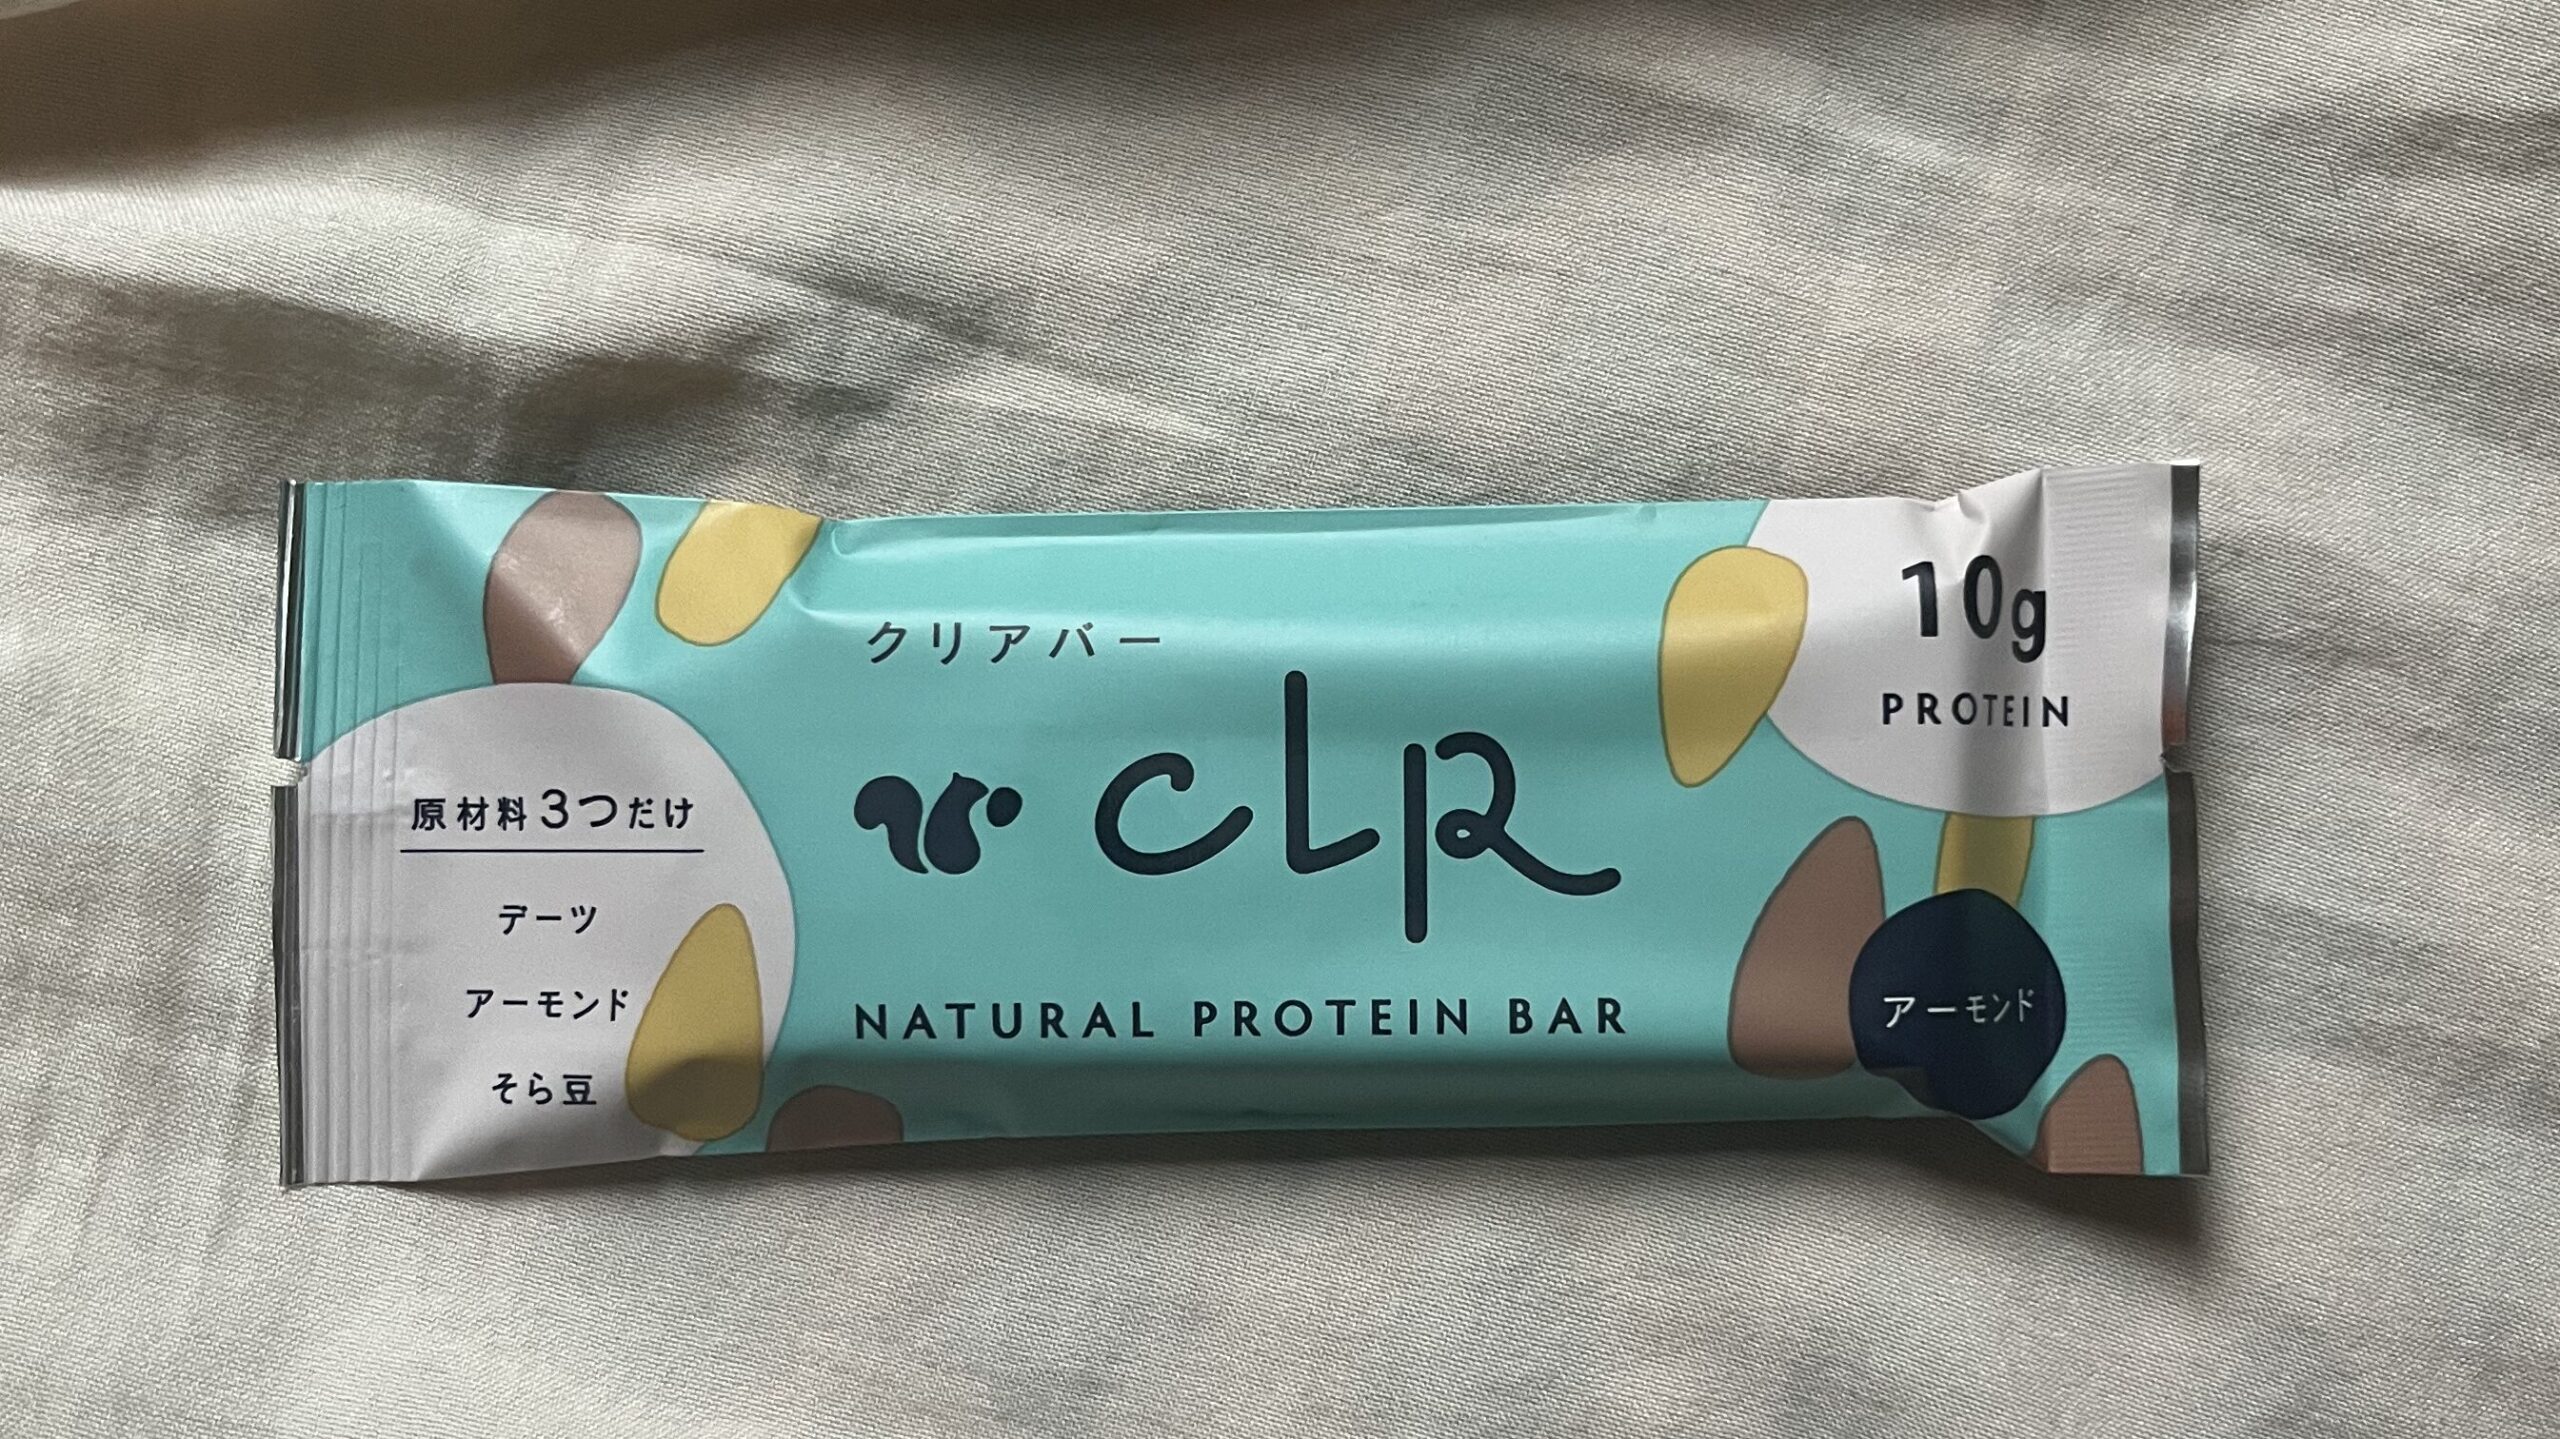 原材料3つだけ
デーツ
アーモンド
そら豆
クリアバー
CLR
NATURAL PROTEIN BAR
10g
PROTEIN
アーモンド